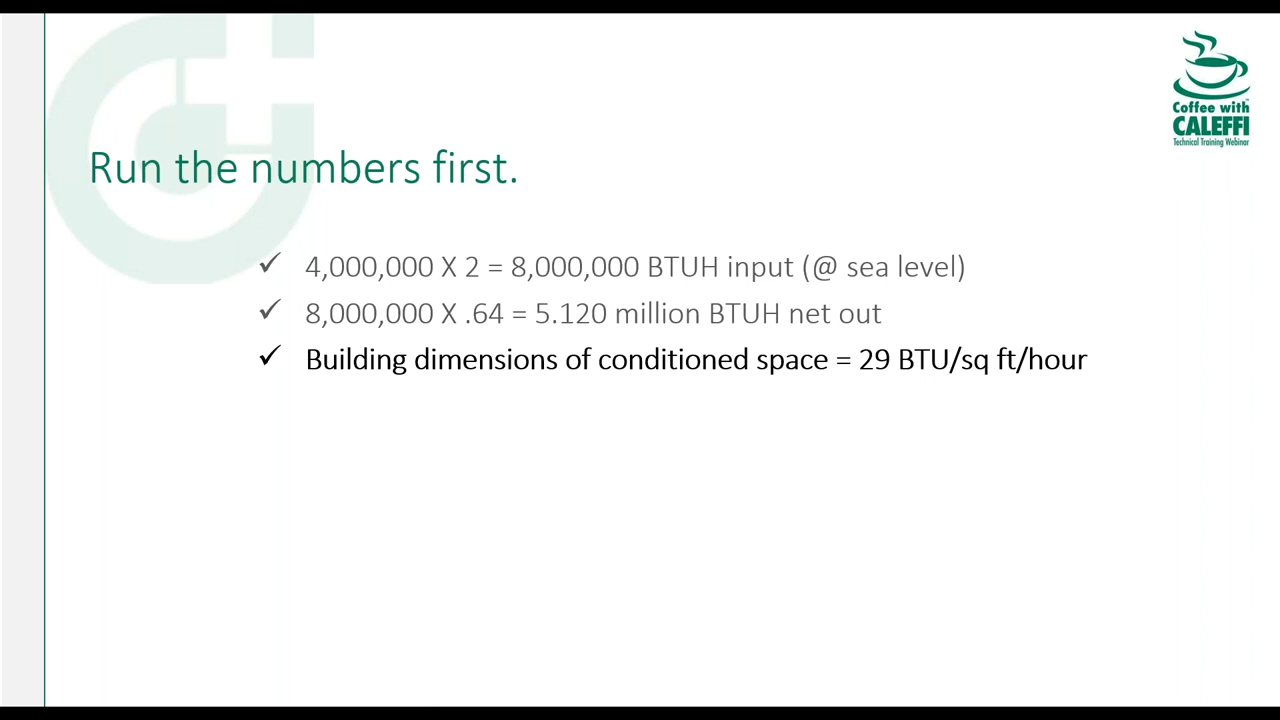 Coffee with
CALEFFI
Technical Training Webinar
Run the numbers first.
✓ 4,000,000 X 2 = 8,000,000 BTUH input (@ sea level)
✓ 8,000,000 X .64 = 5.120 million BTUH net out
✓ Building dimensions of conditioned space = 29 BTU/sq ft/hour